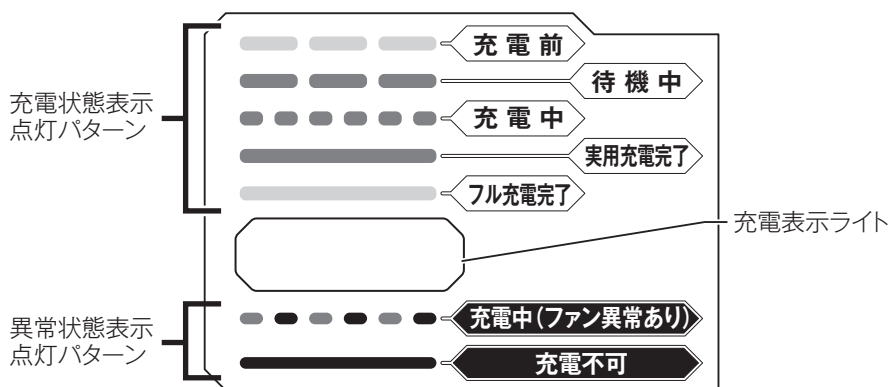 充電前
待機中
充電状態表示
点灯パターン
充電中
実用充電完了
フル充電完了
充電表示ライト
充電中(ファン異常あり)
異常状態表示
点灯パターン
充電不可